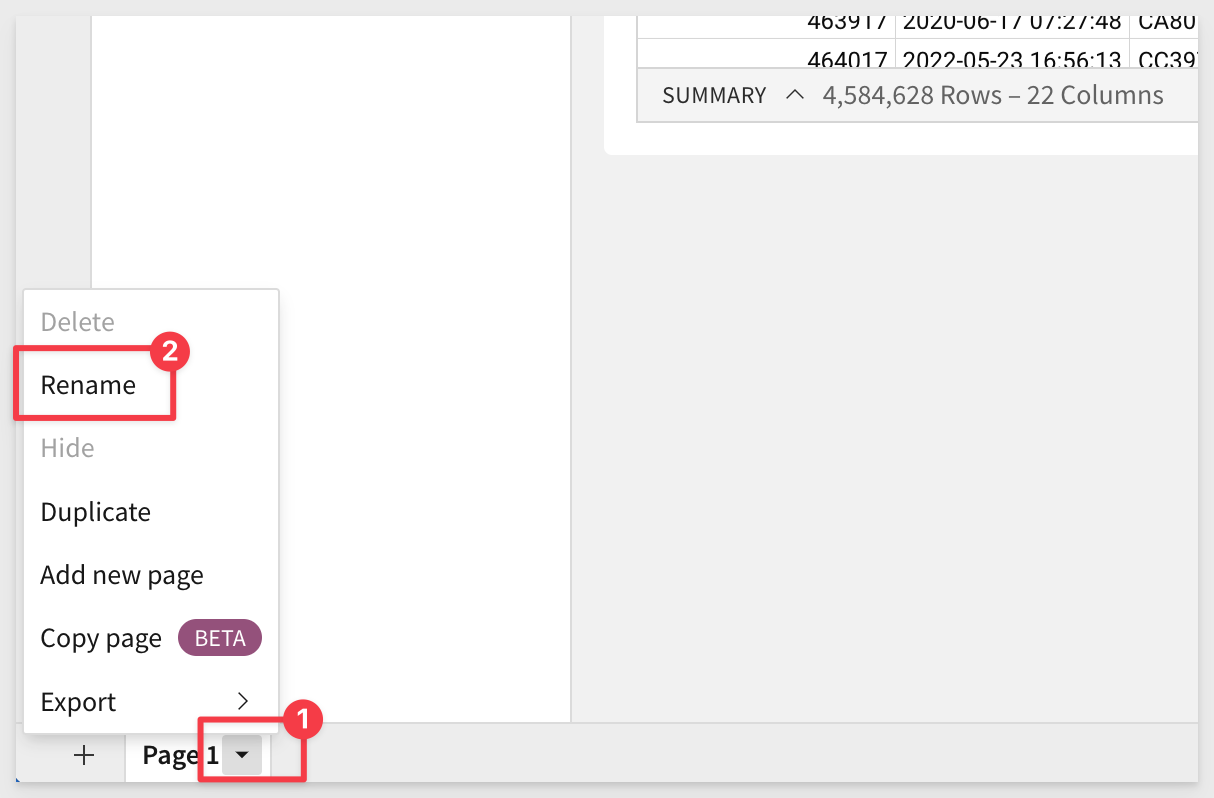 463917 2020-06-17 07:27:48 CA80
464017 2022-05-23 16:56:13 CC39
SUMMARY 4,584,628 Rows – 22 Columns
Delete
2
Rename
Hide
Duplicate
Add new page
Copy page BETA
Export
1
Page 1